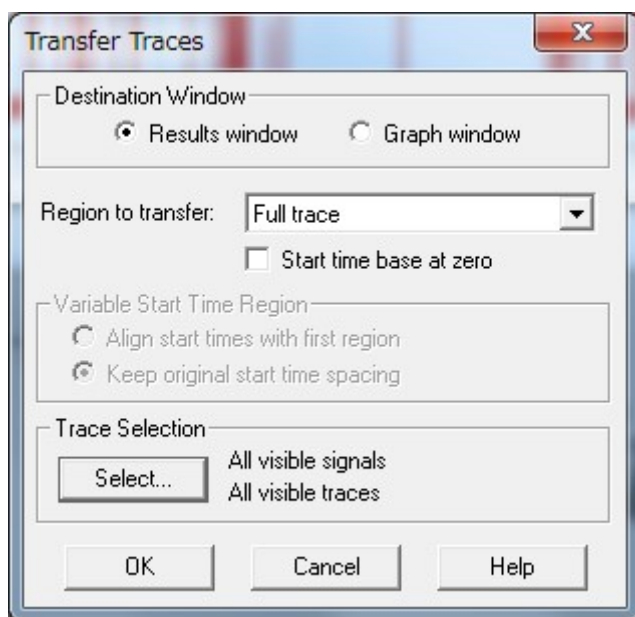 Transfer Traces
Destination Window
Results window Graph window
Region to transfer: Full trace
Start time base at zero
Variable Start Time Region
Align start times with first region
Keep original start time spacing
Trace Selection
Select... All visible signals
All visible traces
OK Cancel Help